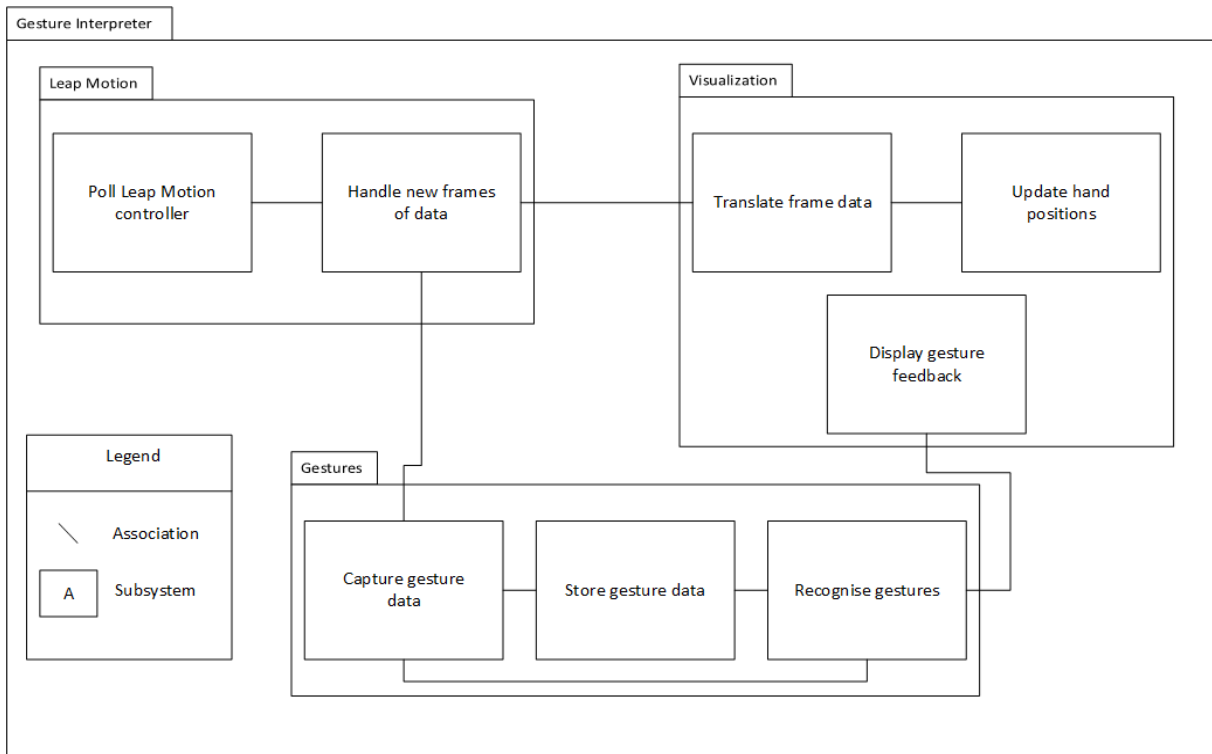 Gesture Interpreter
Leap Motion
Visualization
Poll Leap Motion
controller
Handle new frames
of data
Translate frame data
Update hand
positions
Display gesture
feedback
Legend
Association
A
Subsystem
Gestures
Capture gesture
data
Store gesture data
Recognise gestures